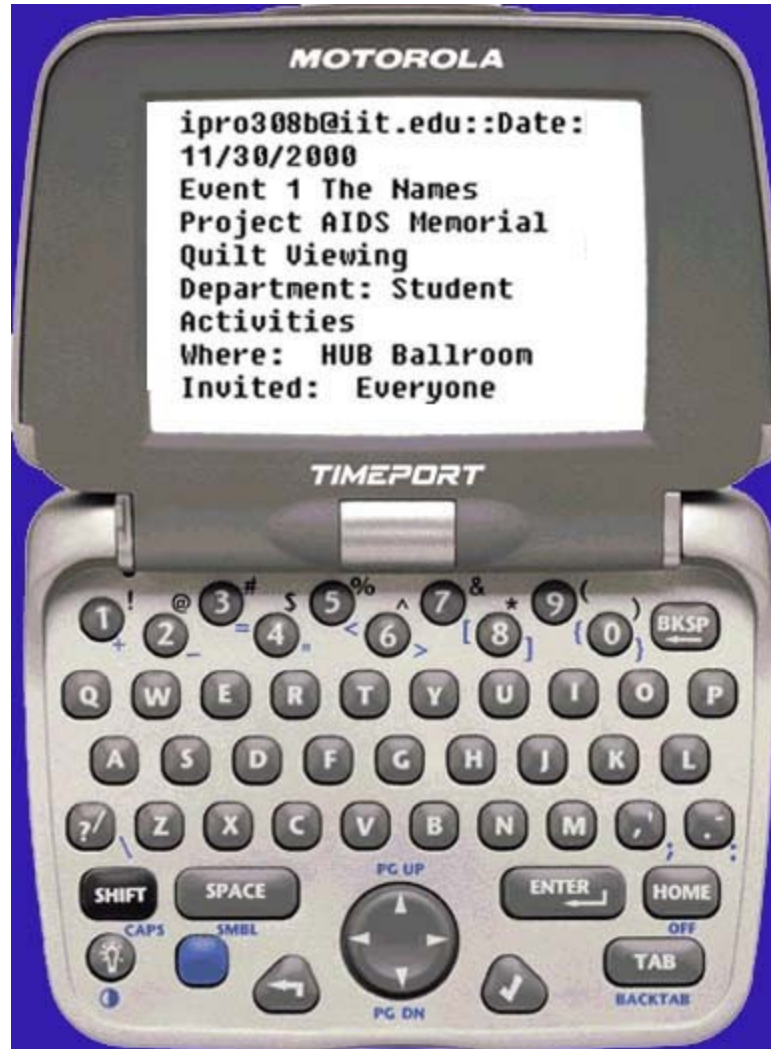 MOTOROLA
ipro308b@iit.edu::Date:
11/30/2000
Event 1 The Names
Project AIDS Memorial
Quilt Viewing
Department: Student
Activities
Where:  HUB Ballroom
Invited:  Everyone
TIMEPORT
! @ # $ % ^ & * ( )
1 2 3 4 5 6 7 8 9 0 BKSP
+ _ = < > [ ] { }
Q W E R T Y U I O P
A S D F G H J K L
?/ Z X C V B N M ,' .-
\ ; :
PG UP
SHIFT SPACE ENTER HOME
CAPS SMBL OFF
TAB
PG DN BACKTAB